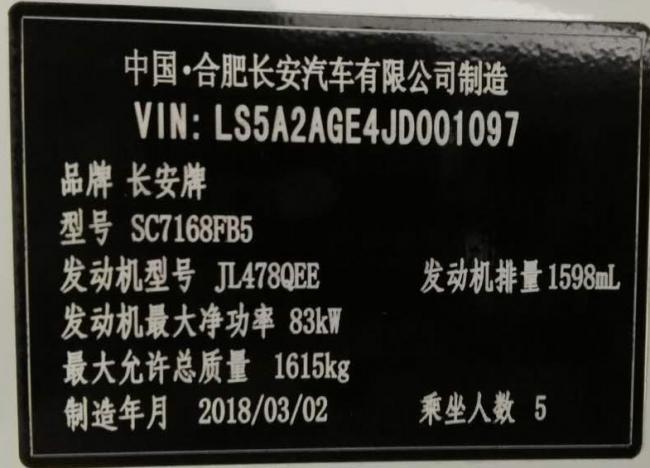 中国·合肥长安汽车有限公司制造
VIN: LS5A2AGE4JD001097
品牌 长安牌
型号 SC7168FB5
发动机型号 JL478QEE 发动机排量 1598mL
发动机最大净功率 83kW
最大允许总质量 1615kg
制造年月 2018/03/02 乘坐人数 5